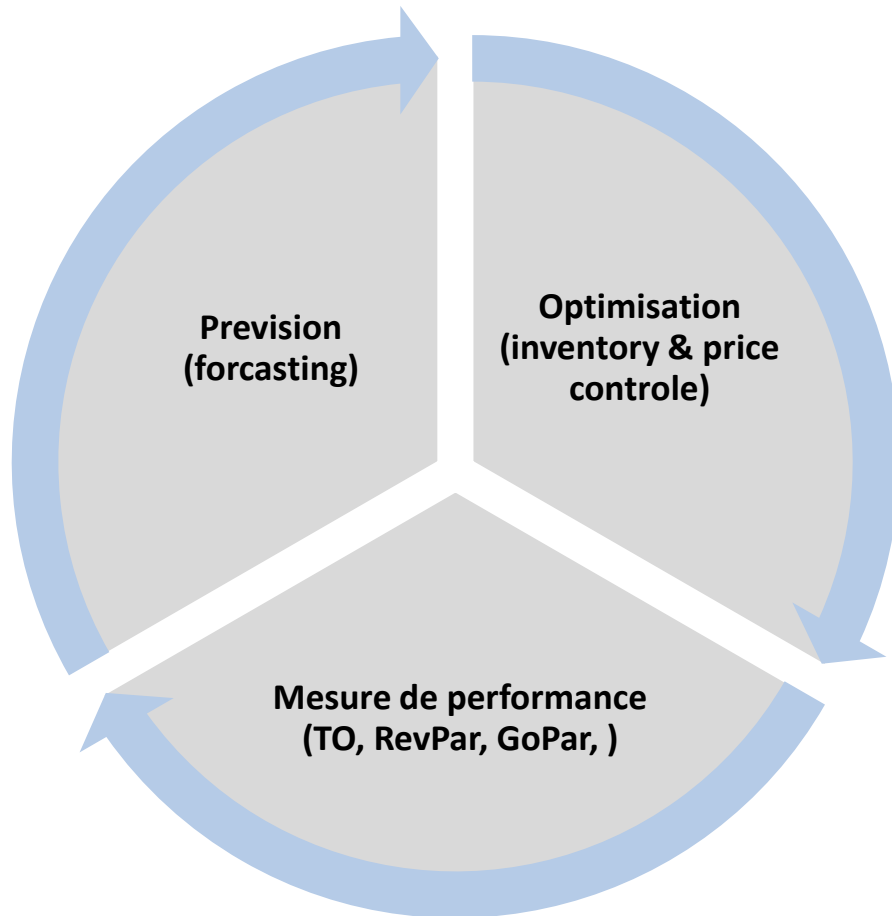 Prevision
(forcasting)
Optimisation
(inventory & price
controle)
Mesure de performance
(TO, RevPar, GoPar, )